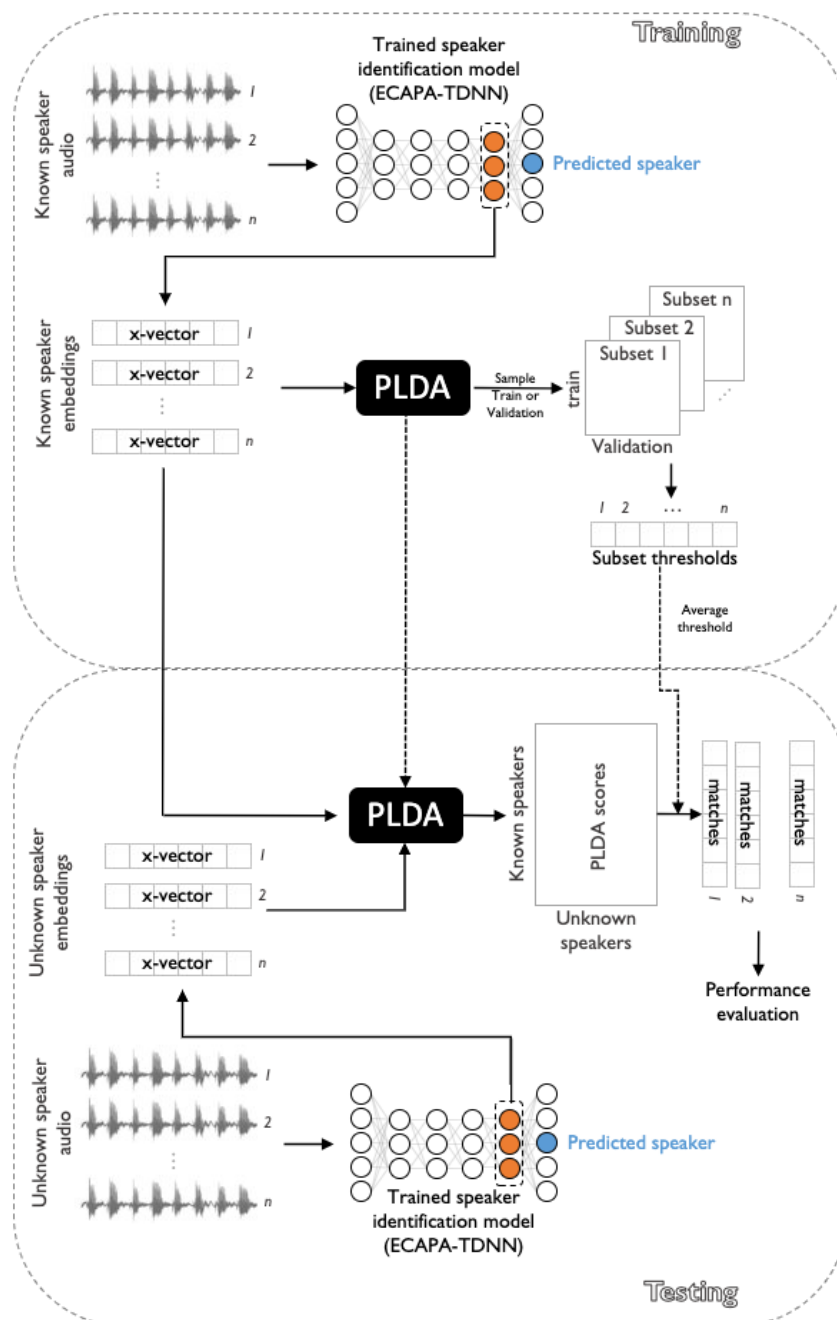 Training
Trained speaker
identification model
(ECAPA-TDNN)
Known speaker
audio
1
2
⋮
n
Predicted speaker
Known speaker
embeddings
x-vector 1
x-vector 2
⋮
x-vector n
PLDA
Sample
Train or
Validation
Subset n
Subset 2
Subset 1
train
Validation
1 2 ... n
Subset thresholds
Average
threshold
PLDA
Known speakers
PLDA scores
Unknown
speakers
matches
matches
matches
1
2
n
Performance
evaluation
Unknown speaker
embeddings
x-vector 1
x-vector 2
⋮
x-vector n
Unknown speaker
audio
1
2
⋮
n
Predicted speaker
Trained speaker
identification model
(ECAPA-TDNN)
Testing